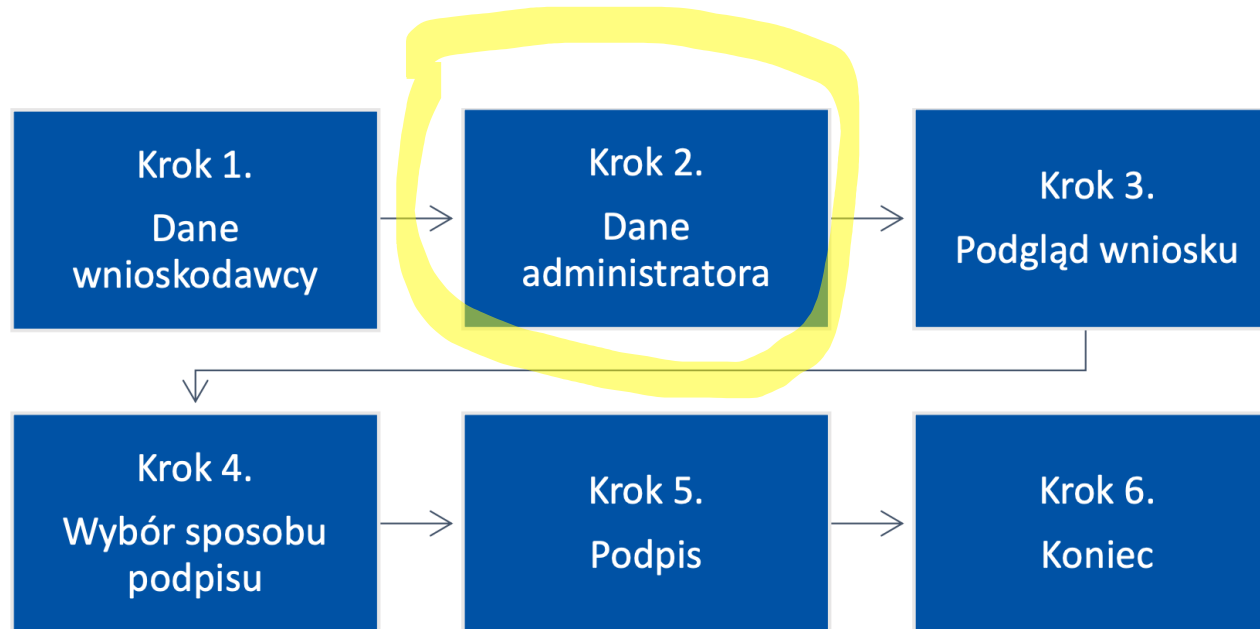 Krok 1.
Dane
wnioskodawcy
Krok 2.
Dane
administratora
Krok 3.
Podgląd wniosku
Krok 4.
Wybór sposobu
podpisu
Krok 5.
Podpis
Krok 6.
Koniec